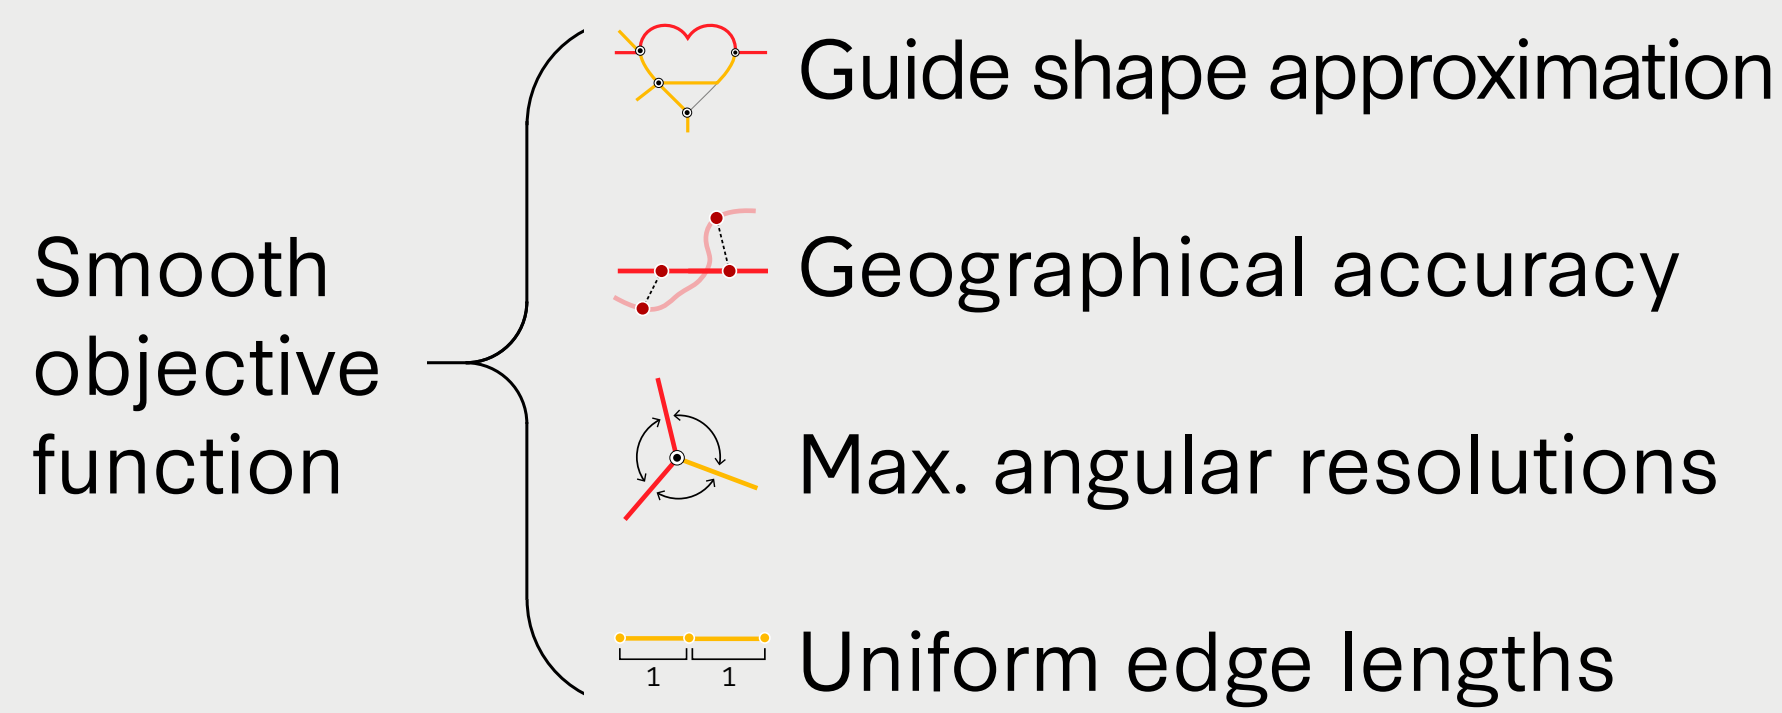 Smooth
objective
function
Guide shape approximation
Geographical accuracy
Max. angular resolutions
1 1
Uniform edge lengths